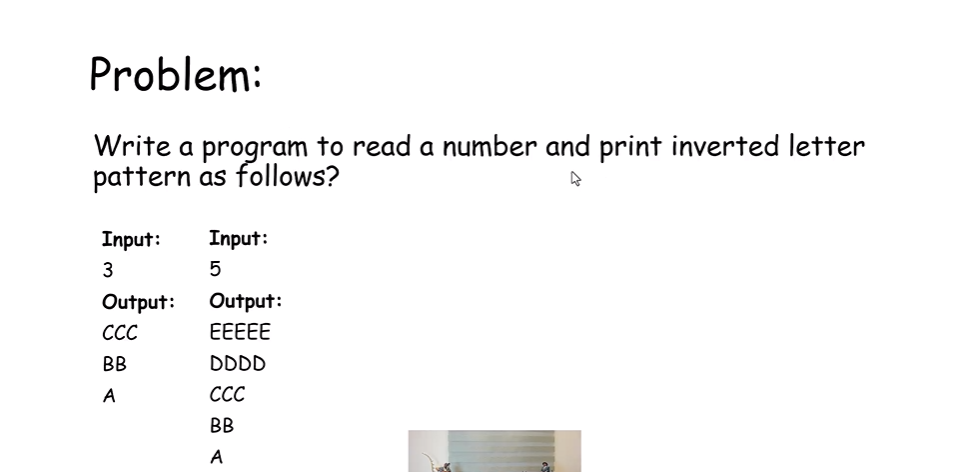 Problem:
Write a program to read a number and print inverted letter
pattern as follows?
Input:
3
Output:
CCC
BB
A
Input:
5
Output:
EEEEE
DDDD
CCC
BB
A